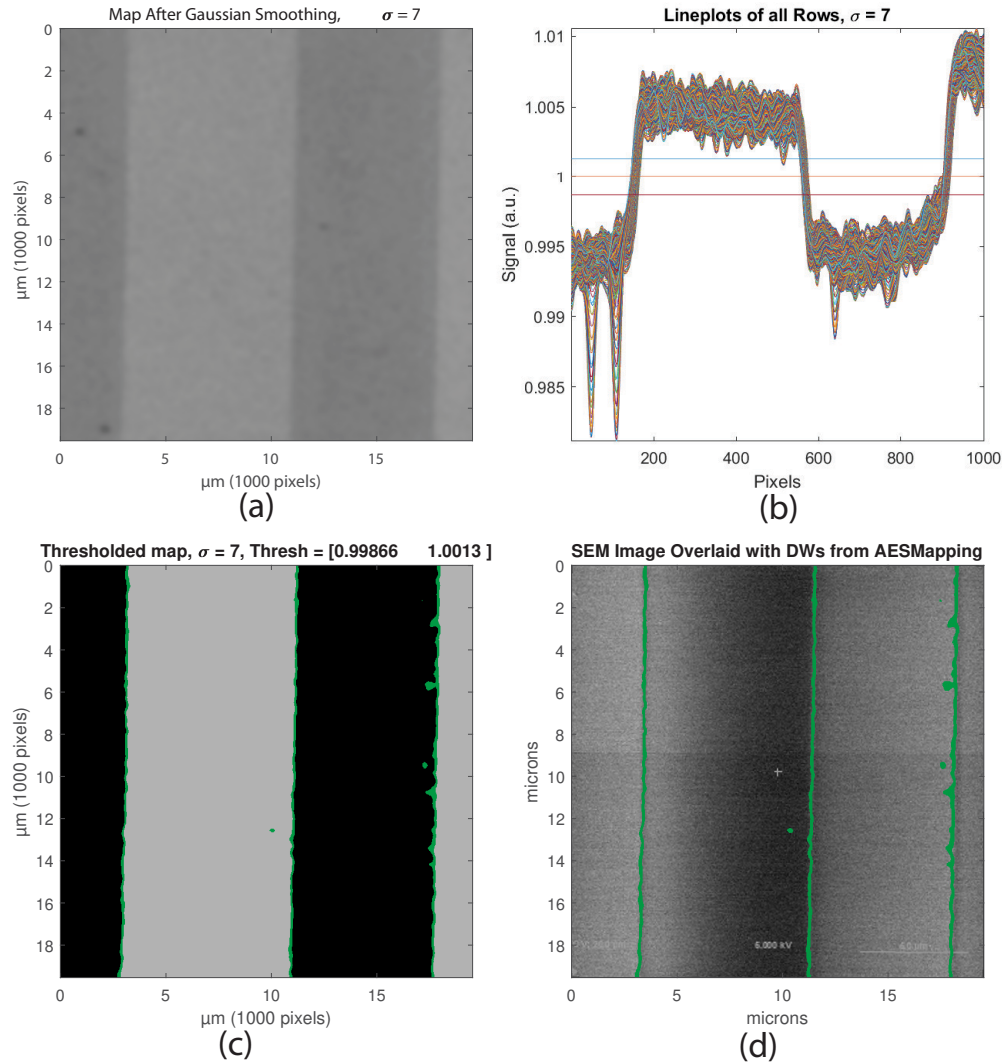 Map After Gaussian Smoothing, σ = 7
0
2
4
6
8
10
12
14
16
18
0 5 10 15
µm (1000 pixels)
µm (1000 pixels)
(a)
Lineplots of all Rows, σ = 7
1.01
1.005
1
0.995
0.99
0.985
Signal (a.u.)
200 400 600 800 1000
Pixels
(b)
Thresholded map, σ = 7, Thresh = [0.99866 1.0013 ]
0
2
4
6
8
10
12
14
16
18
µm (1000 pixels)
0 5 10 15
µm (1000 pixels)
(c)
SEM Image Overlaid with DWs from AESMapping
0
2
4
6
8
10
12
14
16
18
microns
5.000 kV 4.0 µm
0 5 10 15
microns
(d)